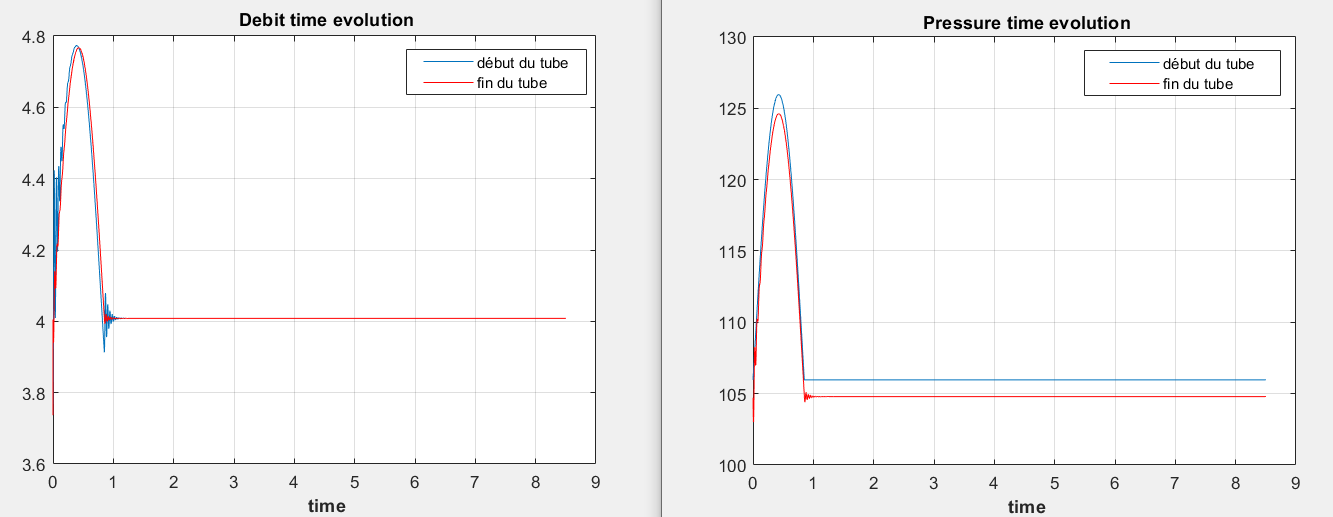 Debit time evolution
4.8
4.6
4.4
4.2
4
3.8
3.6
début du tube
fin du tube
0 1 2 3 4 5 6 7 8 9
time
Pressure time evolution
130
125
120
115
110
105
100
début du tube
fin du tube
0 1 2 3 4 5 6 7 8 9
time